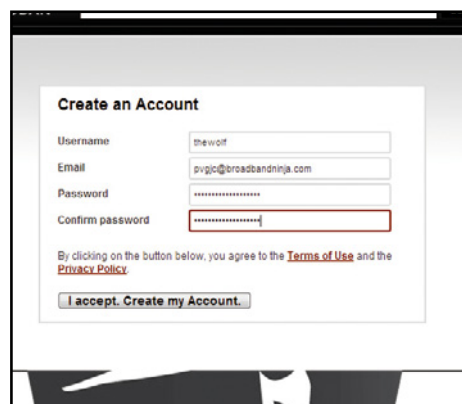 Create an Account
Username thewolf
Email pvgjc@broadbandninja.com
Password ••••••••••••••••••
Confirm password ••••••••••••••••••
By clicking on the button below, you agree to the Terms of Use and the
Privacy Policy.
I accept. Create my Account.